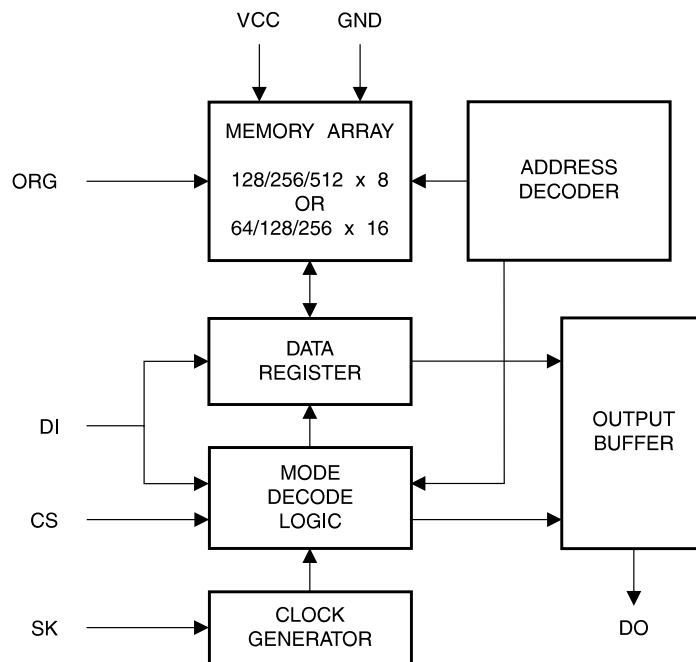 VCC
GND
MEMORY ARRAY
128/256/512 x 8
OR
64/128/256 x 16
ADDRESS
DECODER
ORG
DATA
REGISTER
OUTPUT
BUFFER
DI
MODE
DECODE
LOGIC
CS
CLOCK
GENERATOR
SK
DO